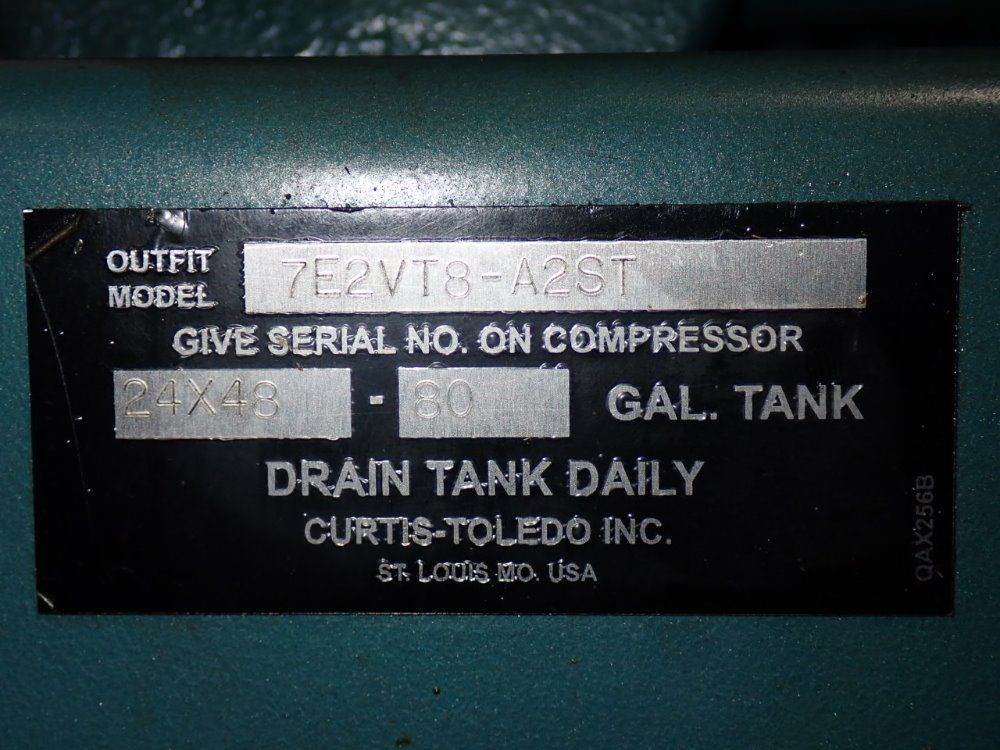 OUTFIT
MODEL 7E2VT8-A2ST
GIVE SERIAL NO. ON COMPRESSOR
24X48 - 80 GAL. TANK
DRAIN TANK DAILY
CURTIS-TOLEDO INC.
ST. LOUIS MO. USA
QAX256B